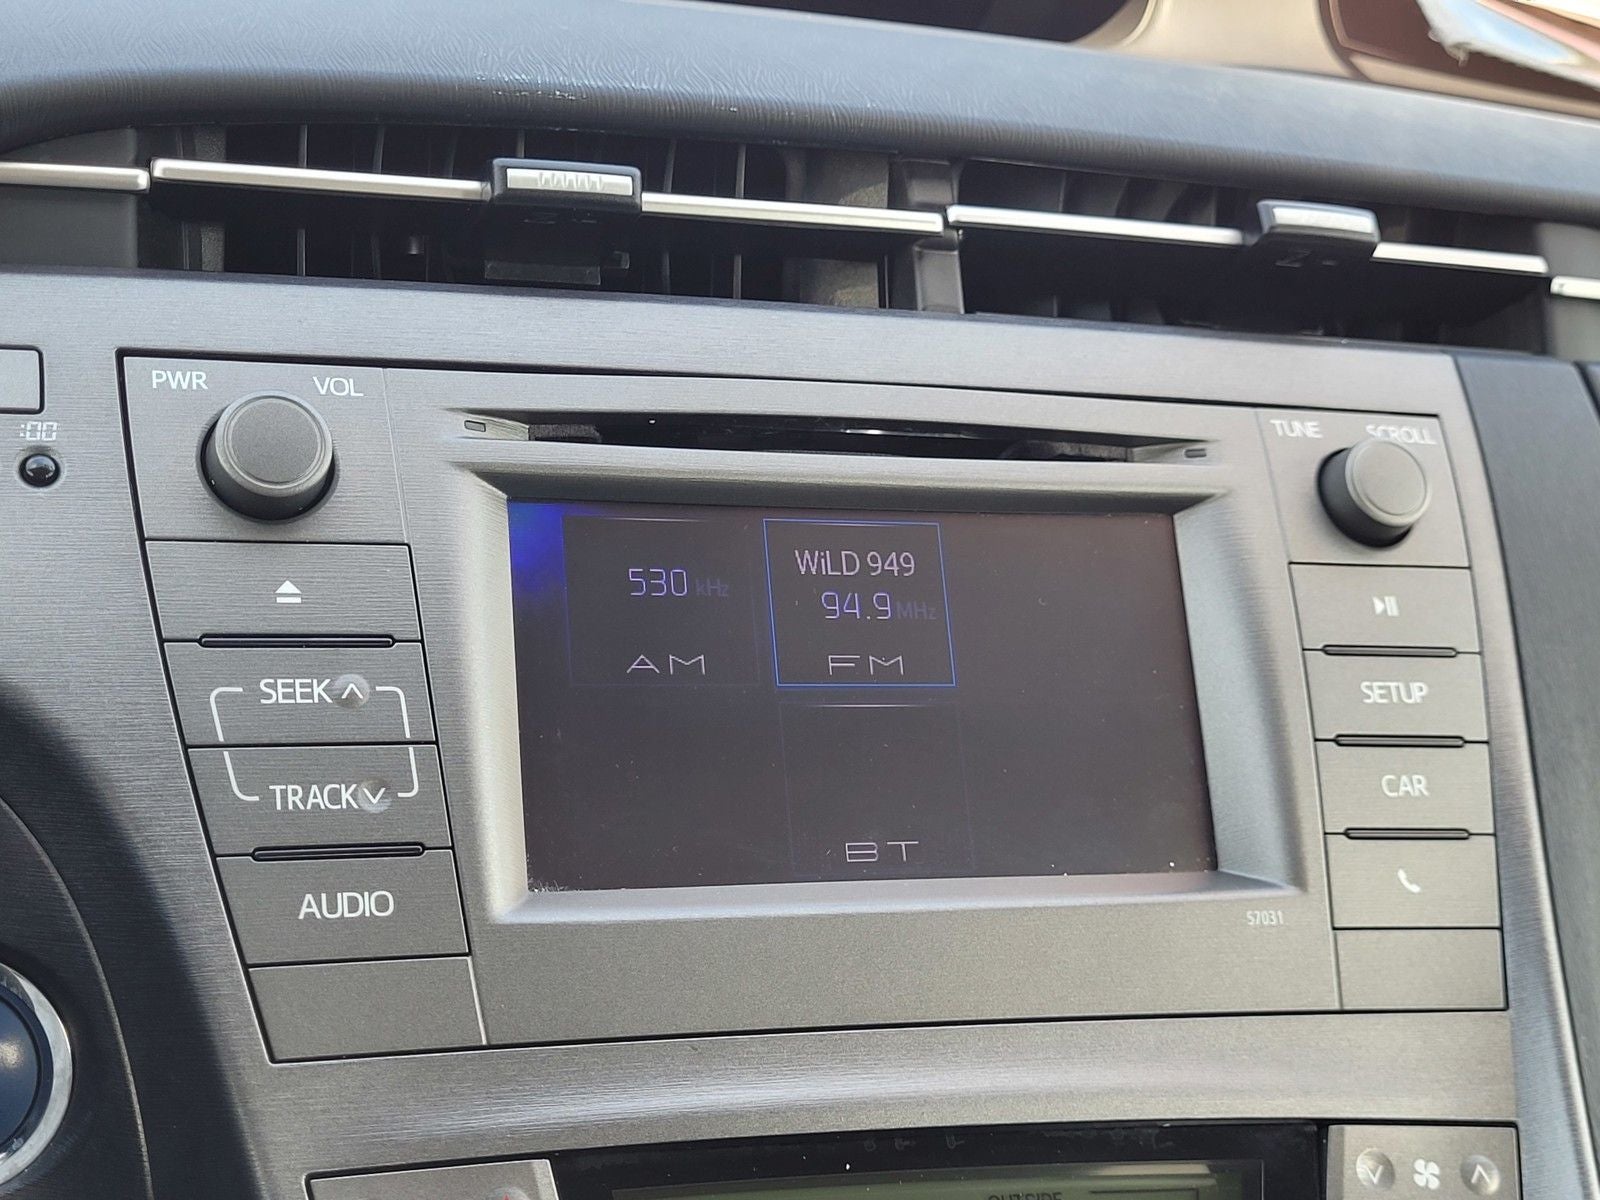 PWR VOL
:00
TUNE SCROLL
WiLD 949
530 kHz
94.9 MHz
AM
FM
BT
SEEK
TRACK
AUDIO
SETUP
CAR
57031
OUTSIDE